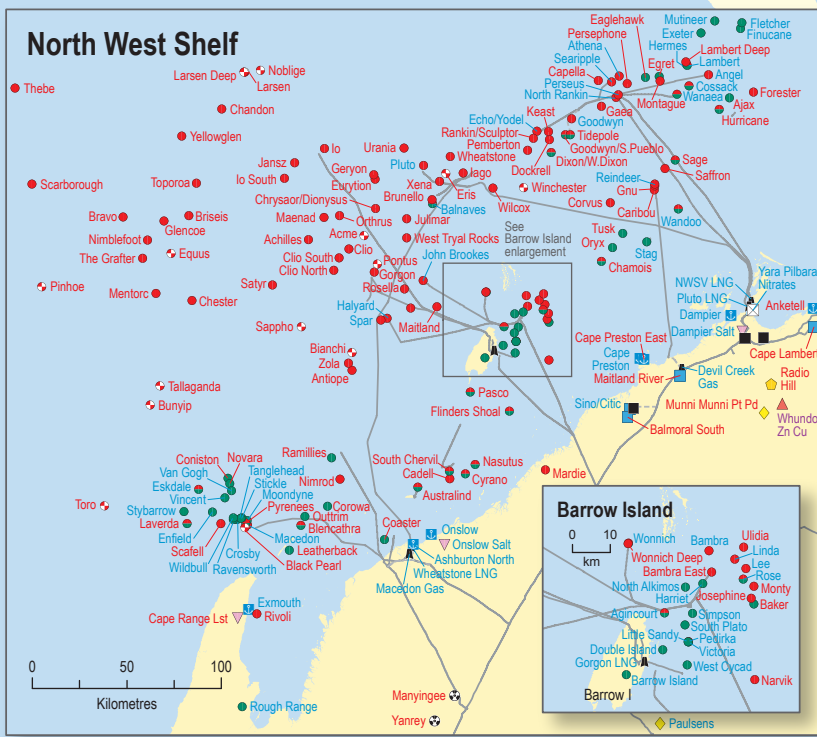 North West Shelf
Thebe
Larsen Deep
Noblige
Larsen
Chandon
Yellowglen
Scarborough
Toporoa
Jansz
Io
Io South
Urania
Pluto
Geryon
Eurytion
Chrysaor/Dionysus
Maenad
Orthrus
Acme
Achilles
Clio
Clio South
Clio North
Bravo
Briseis
Glencoe
Nimblefoot
The Grafter
Equus
Pinhoe
Mentorc
Chester
Satyr
Sappho
Wheatstone
Xena
Iago
Eris
Brunello
Balnaves
Julimar
West Tryal Rocks
John Brookes
Pontus
Gorgon
Rosella
Halyard
Spar
Maitland
Bianchi
Zola
Antiope
Tallaganda
Bunyip
Wilcox
Winchester
See
Barrow Island
enlargement
Echo/Yodel
Rankin/Sculptor
Pemberton
Keast
Dockrell
Tidepole
Goodwyn/S.Pueblo
Dixon/W.Dixon
Goodwyn
Gaea
Eaglehawk
Persephone
Athena
Searipple
Capella
Perseus
North Rankin
Mutineer
Exeter
Hermes
Egret
Fletcher
Finucane
Lambert Deep
Lambert
Angel
Cossack
Wanaea
Montague
Forester
Ajax
Hurricane
Sage
Saffron
Reindeer
Gnu
Caribou
Corvus
Wandoo
Tusk
Oryx
Stag
Chamois
NWSV LNG
Pluto LNG
Yara Pilbara
Nitrates
Dampier
Anketell
Dampier Salt
Cape Lambert
Cape Preston East
Cape
Preston
Maitland River
Devil Creek
Gas
Radio
Hill
Sino/Citic
Munni Munni Pt Pd
Whundo
Zn Cu
Balmoral South
Pasco
Flinders Shoal
Mardie
South Chervil
Cadell
Nasutus
Cyrano
Australind
Ramillies
Nimrod
Corowa
Outtrim
Blencathra
Leatherback
Coniston
Novara
Van Gogh
Eskdale
Vincent
Tanglehead
Stickle
Moondyne
Pyrenees
Stybarrow
Laverda
Enfield
Scafell
Wildbull
Crosby
Ravensworth
Macedon
Black Pearl
Toro
Coaster
Onslow
Onslow Salt
Ashburton North
Wheatstone LNG
Macedon Gas
Exmouth
Cape Range Lst
Rivoli
Rough Range
Manyingee
Yanrey
Paulsens
0 50 100
Kilometres
Barrow Island
0 10
km
Wonnich
Wonnich Deep
Bambra
Bambra East
Ulidia
Linda
Lee
Rose
North Alkimos
Harriet
Josephine
Monty
Baker
Agincourt
Simpson
South Plato
Little Sandy
Pedirka
Double Island
Victoria
Gorgon LNG
West Cycad
Barrow Island
Barrow I
Narvik